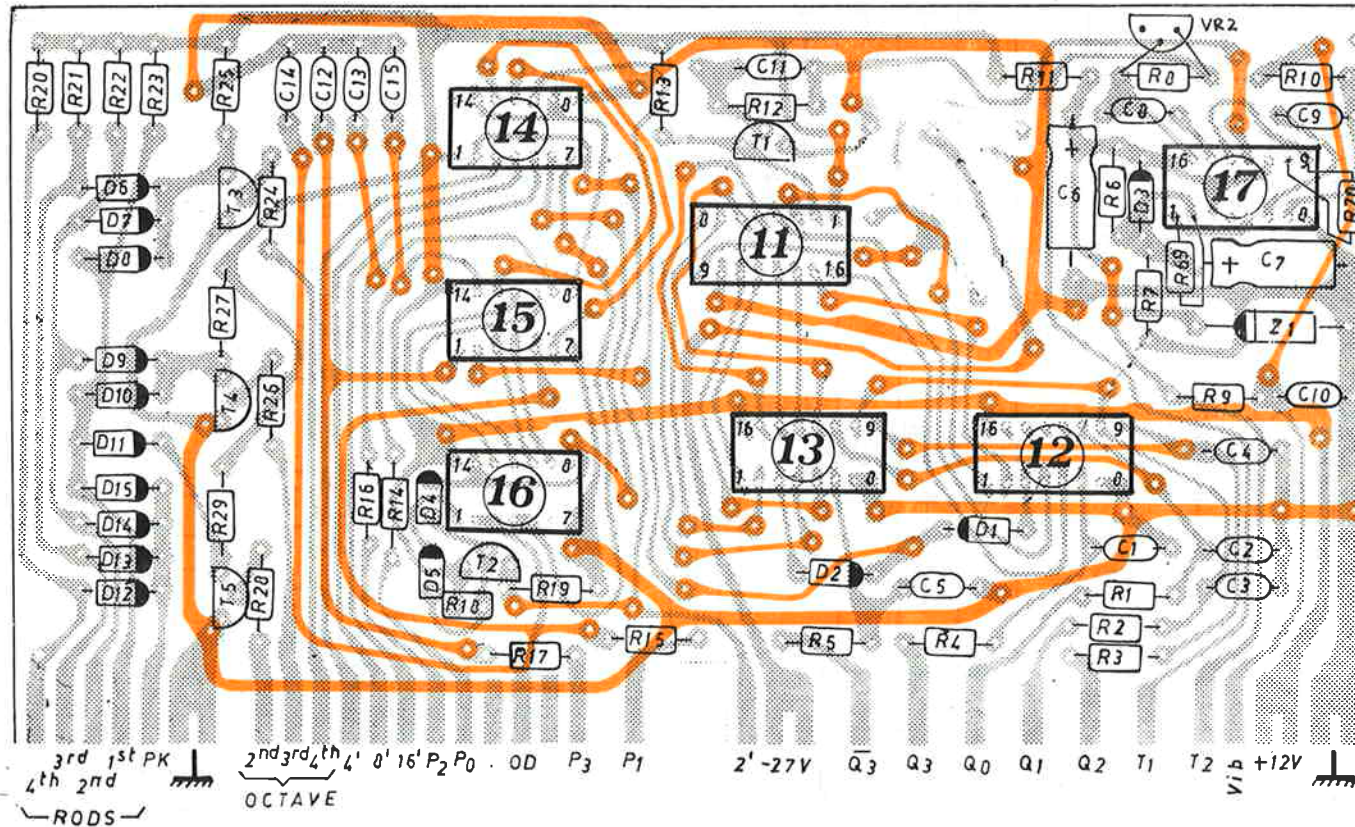 VR2
R20 R21 R22 R23 R25 C14 C12 C13 C15 R13 C11 R11 R8 R10
14 8 R12 C8 C9
14
1 7 T1 16 9
17
D6 T3 R24 C6 R6 D3 1 8 R70
D7 8 1
11
D8 9 16 R69 + C7
R27 14 8 R7
15 Z1
1 7
D9
D10 T4 R26 R9 C10
D11 16 9 16 9
13 12 C4
14 8 1 8 1 8
16
D15 R29 R16 R14 D4 1 7
D14 D1 C1 C2
D13 D5 T2 D2 C3
D12 T5 R28 R18 R19 C5 R1
R15 R5 R4 R2
R17 R3
3rd 1st PK 2nd 3rd 4th 4' 8' 16' P2 P0 . OD P3 P1 2' -27V Q̅3 Q3 Q0 Q1 Q2 T1 T2 Vib +12V
4th 2nd
OCTAVE
RODS